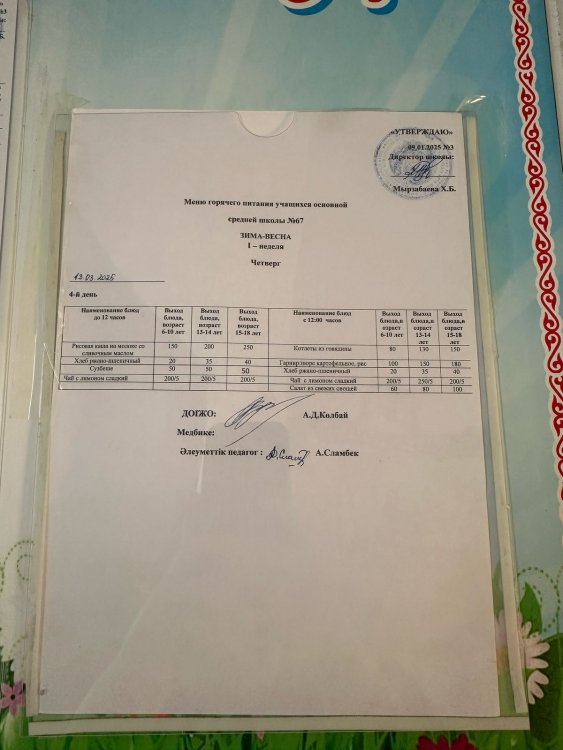 «УТВЕРЖДАЮ»
09.01.2025 №3
Директор школы:
Мырзабаева Х.Б.
Меню горячего питания учащихся основной
средней школы №67
ЗИМА-ВЕСНА
I – неделя
Четверг
13.03.2025
4-й день
Наименование блюд до 12 часов Выход блюда, возраст 6-10 лет Выход блюда, возраст 13-14 лет Выход блюда, возраст 15-18 лет Наименование блюд с 12:00 часов Выход блюда,в озраст 6-10 лет Выход блюда,в озраст 13-14 лет Выход блюда,в озраст 15-18 лет
Рисовая каша на молоке со сливочным маслом 150 200 250 Котлеты из говядины 80 130 150
Хлеб ржано-пшеничный 20 35 40 Гарнир:пюре картофельное, рис 100 150 180
Сузбеше 50 50 50 Хлеб ржано-пшеничный 20 35 40
Чай с лимоном сладкий 200/5 200/5 200/5 Чай с лимоном сладкий 200/5 250/5 200/5
Салат из свежих овощей 60 80 100
ДОІЖО: А.Д.Колбай
Медбике:
Әлеуметтік педагог : А.Сламбек